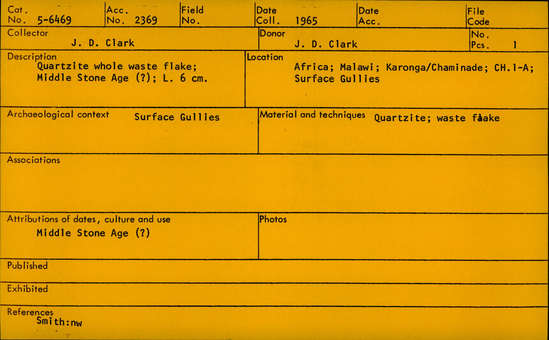 Cat. No. 5-6469 Acc. No. 2369 Field No. Date Coll. 1965 Date Acc. File Code
Collector J. D. Clark Donor J. D. Clark No. Pcs. 1
Description Location
Quartzite whole waste flake; Africa; Malawi; Karonga/Chaminade; CH.1-A;
Middle Stone Age (?); L. 6 cm. Surface Gullies
Archaeological context Surface Gullies Material and techniques Quartzite; waste flake
Associations
Attributions of dates, culture and use Photos
Middle Stone Age (?)
Published
Exhibited
References
Smith:nw